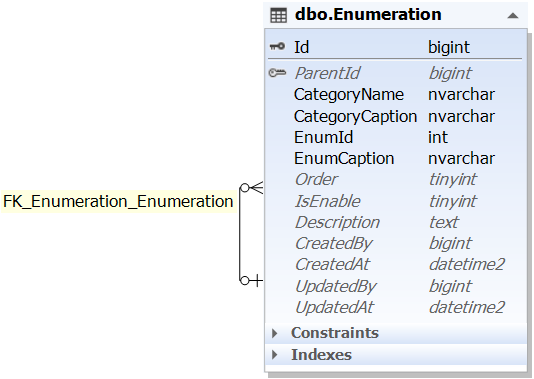 dbo.Enumeration
Id bigint
ParentId bigint
CategoryName nvarchar
CategoryCaption nvarchar
EnumId int
EnumCaption nvarchar
Order tinyint
IsEnable tinyint
FK_Enumeration_Enumeration
Description text
CreatedBy bigint
CreatedAt datetime2
UpdatedBy bigint
UpdatedAt datetime2
Constraints
Indexes